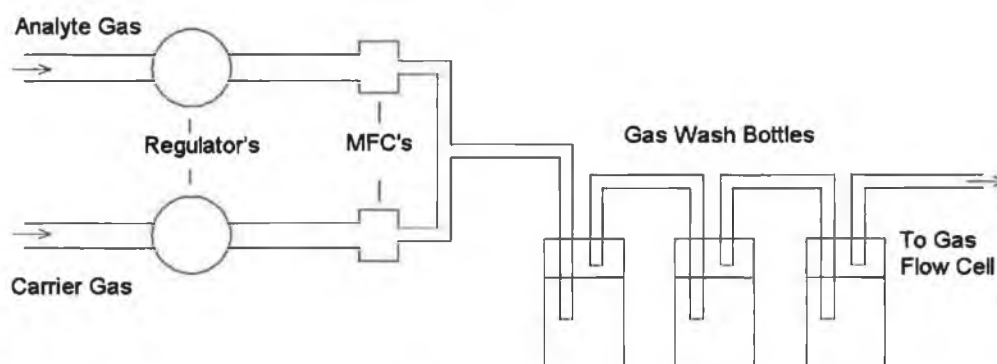 Analyte Gas
Regulator's
MFC's
Gas Wash Bottles
To Gas
Flow Cell
Carrier Gas